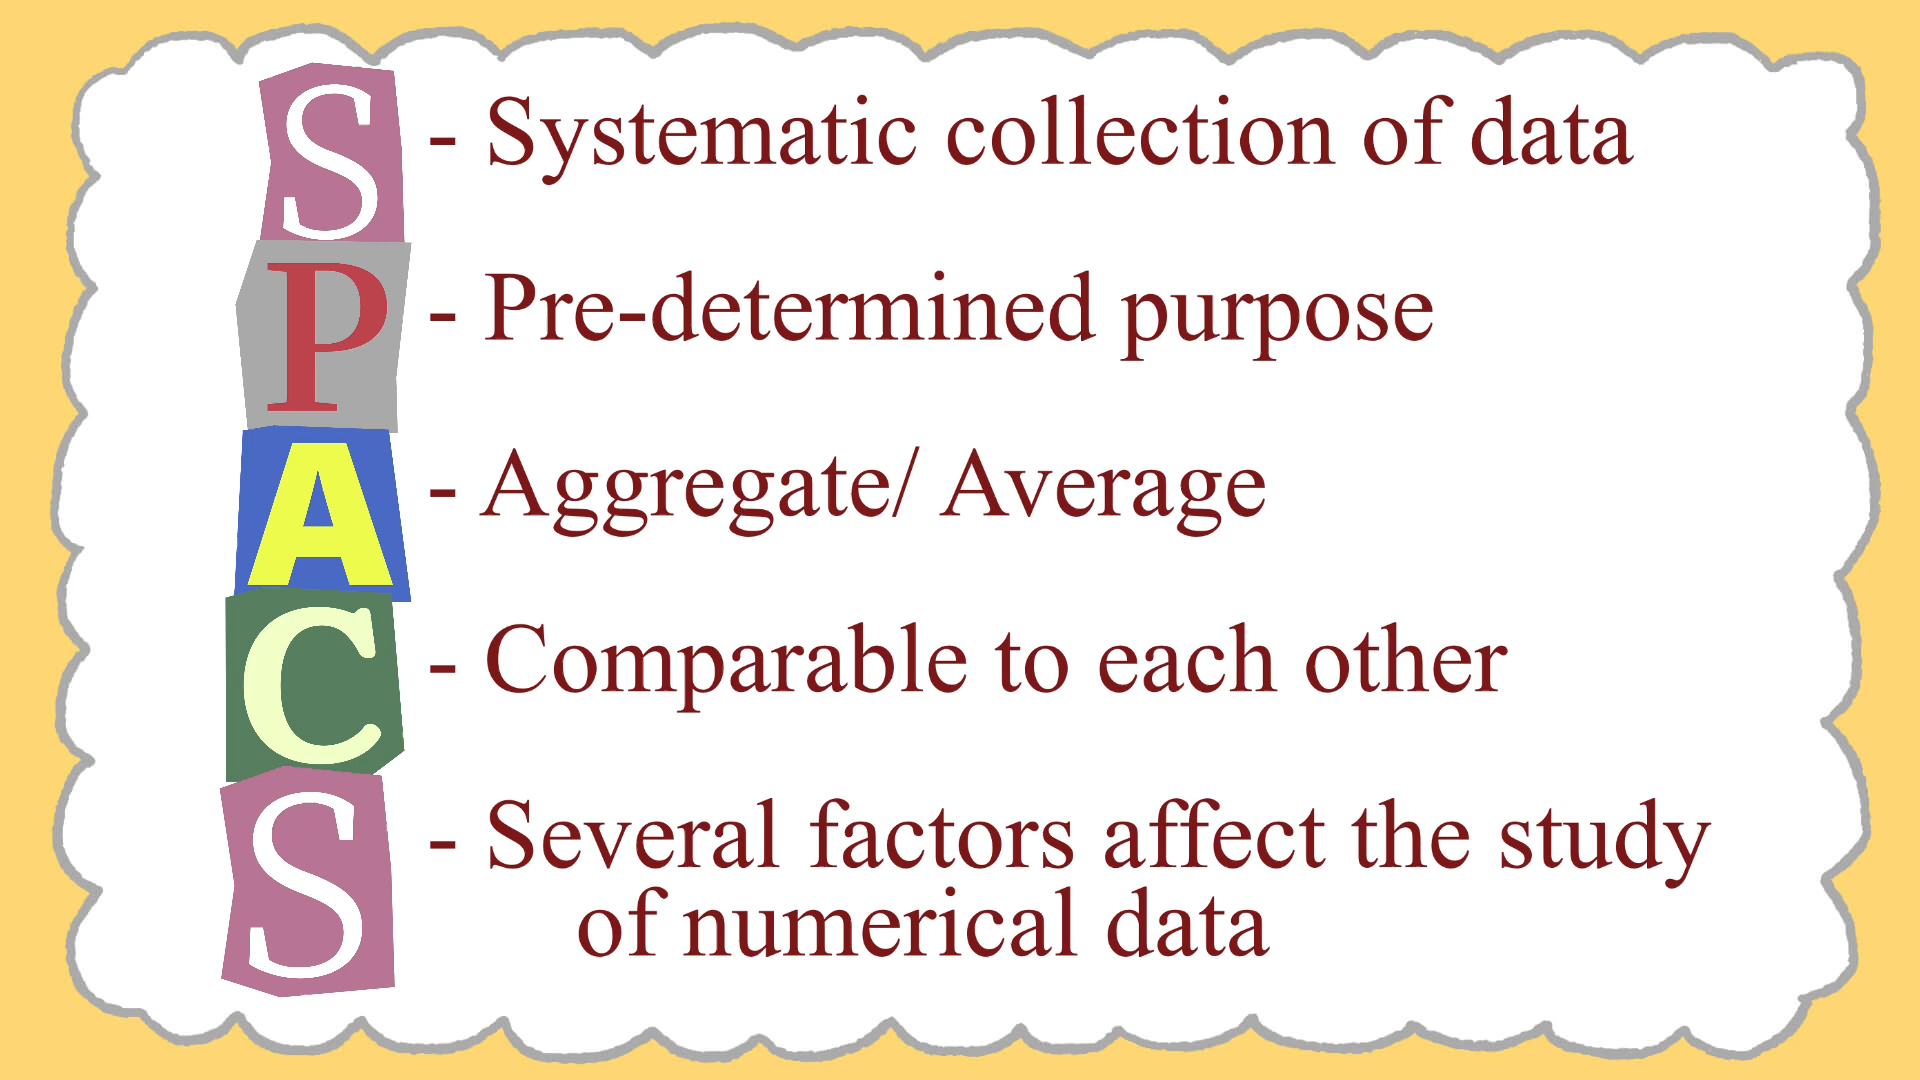 S - Systematic collection of data
P - Pre-determined purpose
A - Aggregate/ Average
C - Comparable to each other
S - Several factors affect the study
of numerical data